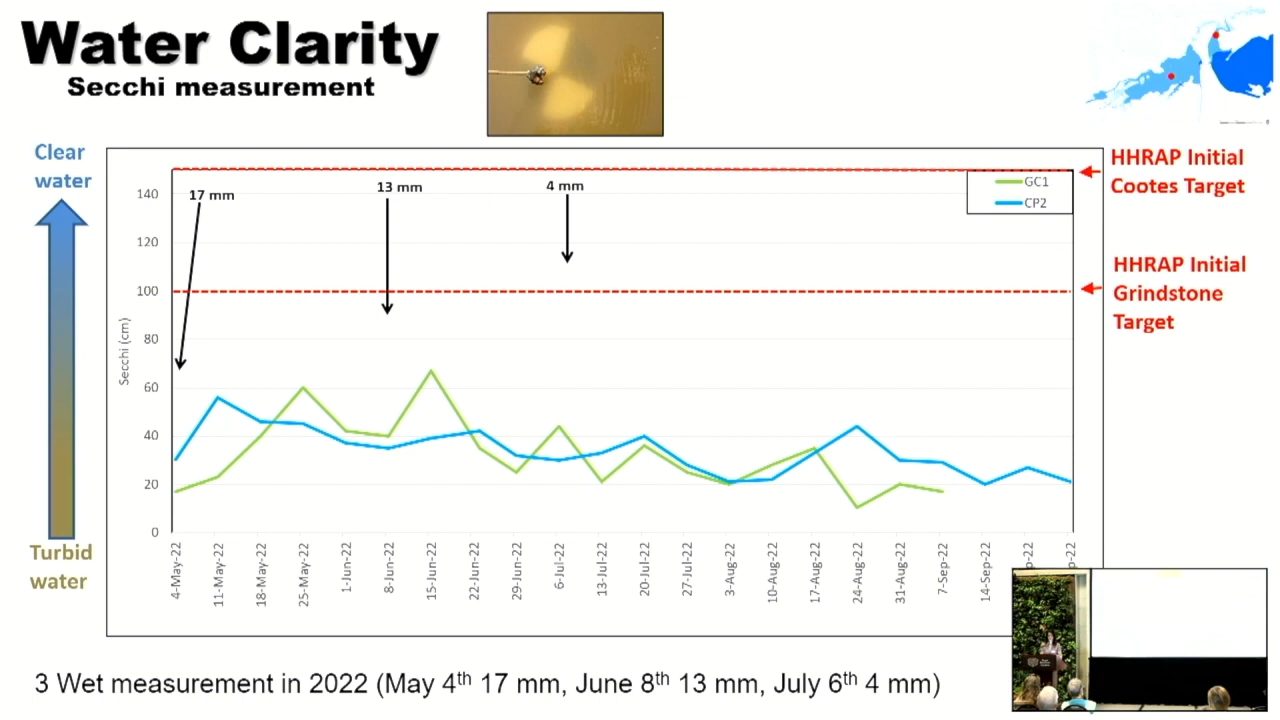 Water Clarity
Secchi measurement
Clear
water
Turbid
water
HHRAP Initial
Cootes Target
HHRAP Initial
Grindstone
Target
17 mm
13 mm
4 mm
GC1
CP2
Secchi (cm)
140
120
100
80
60
40
20
0
4-May-22
11-May-22
18-May-22
25-May-22
1-Jun-22
8-Jun-22
15-Jun-22
22-Jun-22
29-Jun-22
6-Jul-22
13-Jul-22
20-Jul-22
27-Jul-22
3-Aug-22
10-Aug-22
17-Aug-22
24-Aug-22
31-Aug-22
7-Sep-22
14-Sep-22
p-22
p-22
3 Wet measurement in 2022 (May 4th 17 mm, June 8th 13 mm, July 6th 4 mm)